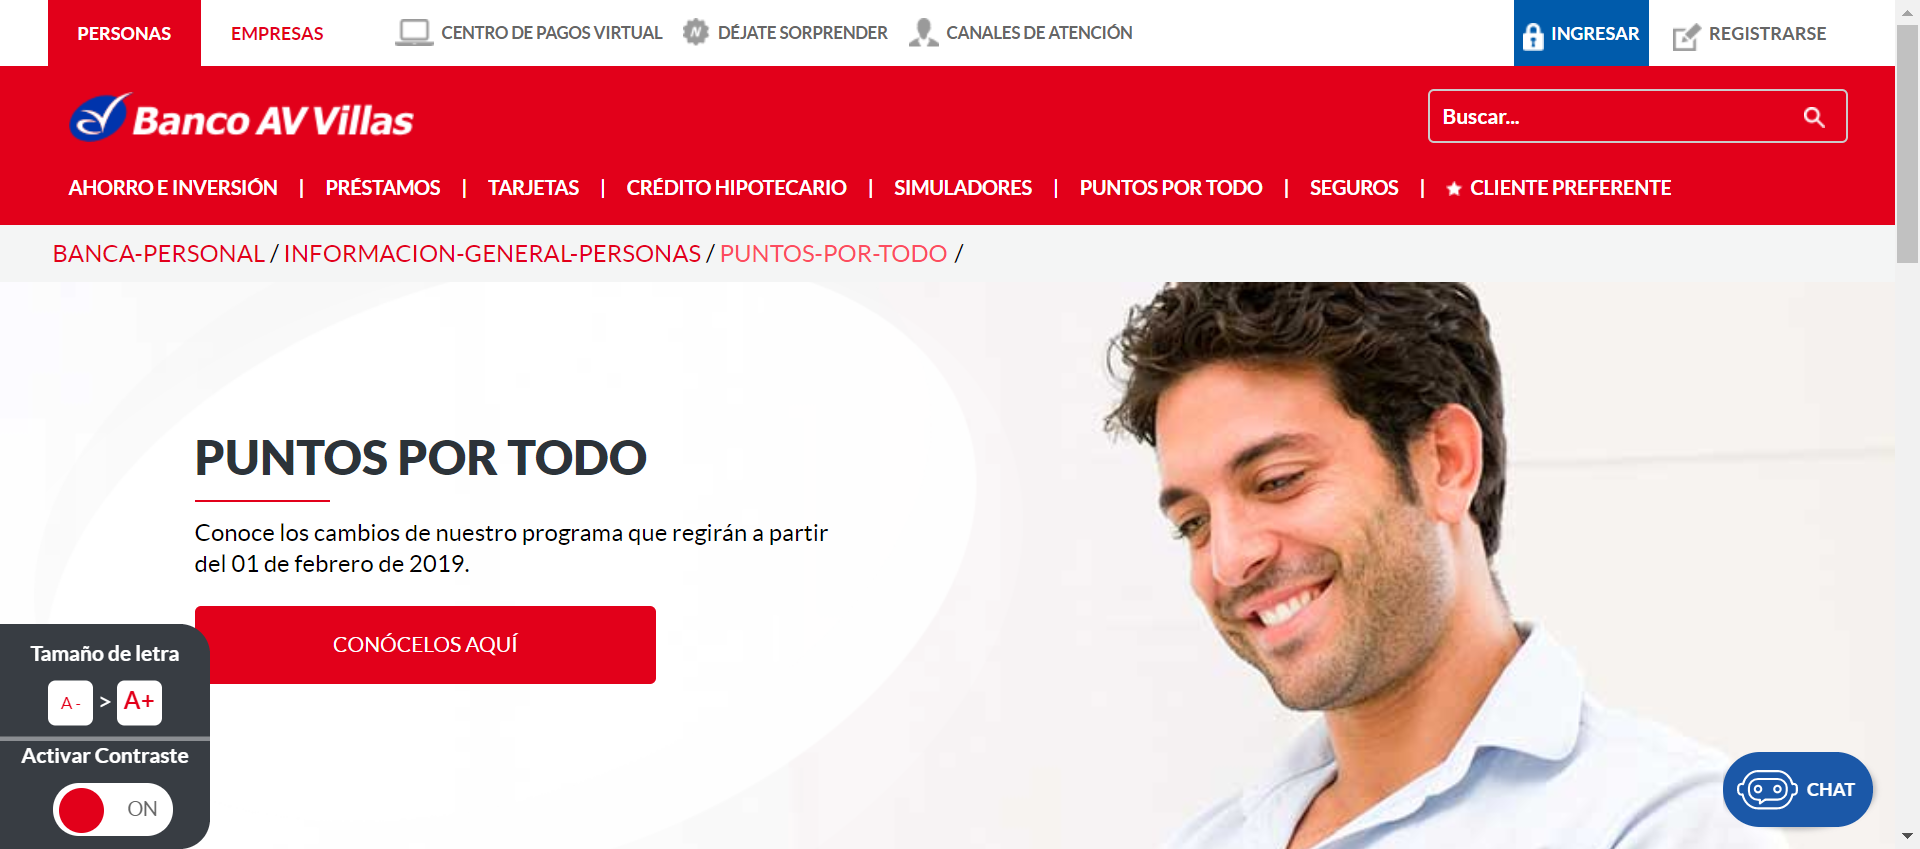 PERSONAS
EMPRESAS
CENTRO DE PAGOS VIRTUAL
DÉJATE SORPRENDER
CANALES DE ATENCIÓN
INGRESAR
REGISTRARSE
Banco AV Villas
Buscar...
AHORRO E INVERSIÓN | PRÉSTAMOS | TARJETAS | CRÉDITO HIPOTECARIO | SIMULADORES | PUNTOS POR TODO | SEGUROS | CLIENTE PREFERENTE
BANCA-PERSONAL / INFORMACION-GENERAL-PERSONAS / PUNTOS-POR-TODO /
PUNTOS POR TODO
Conoce los cambios de nuestro programa que regirán a partir
del 01 de febrero de 2019.
CONÓCELOS AQUÍ
Tamaño de letra
A - > A+
Activar Contraste
ON
CHAT